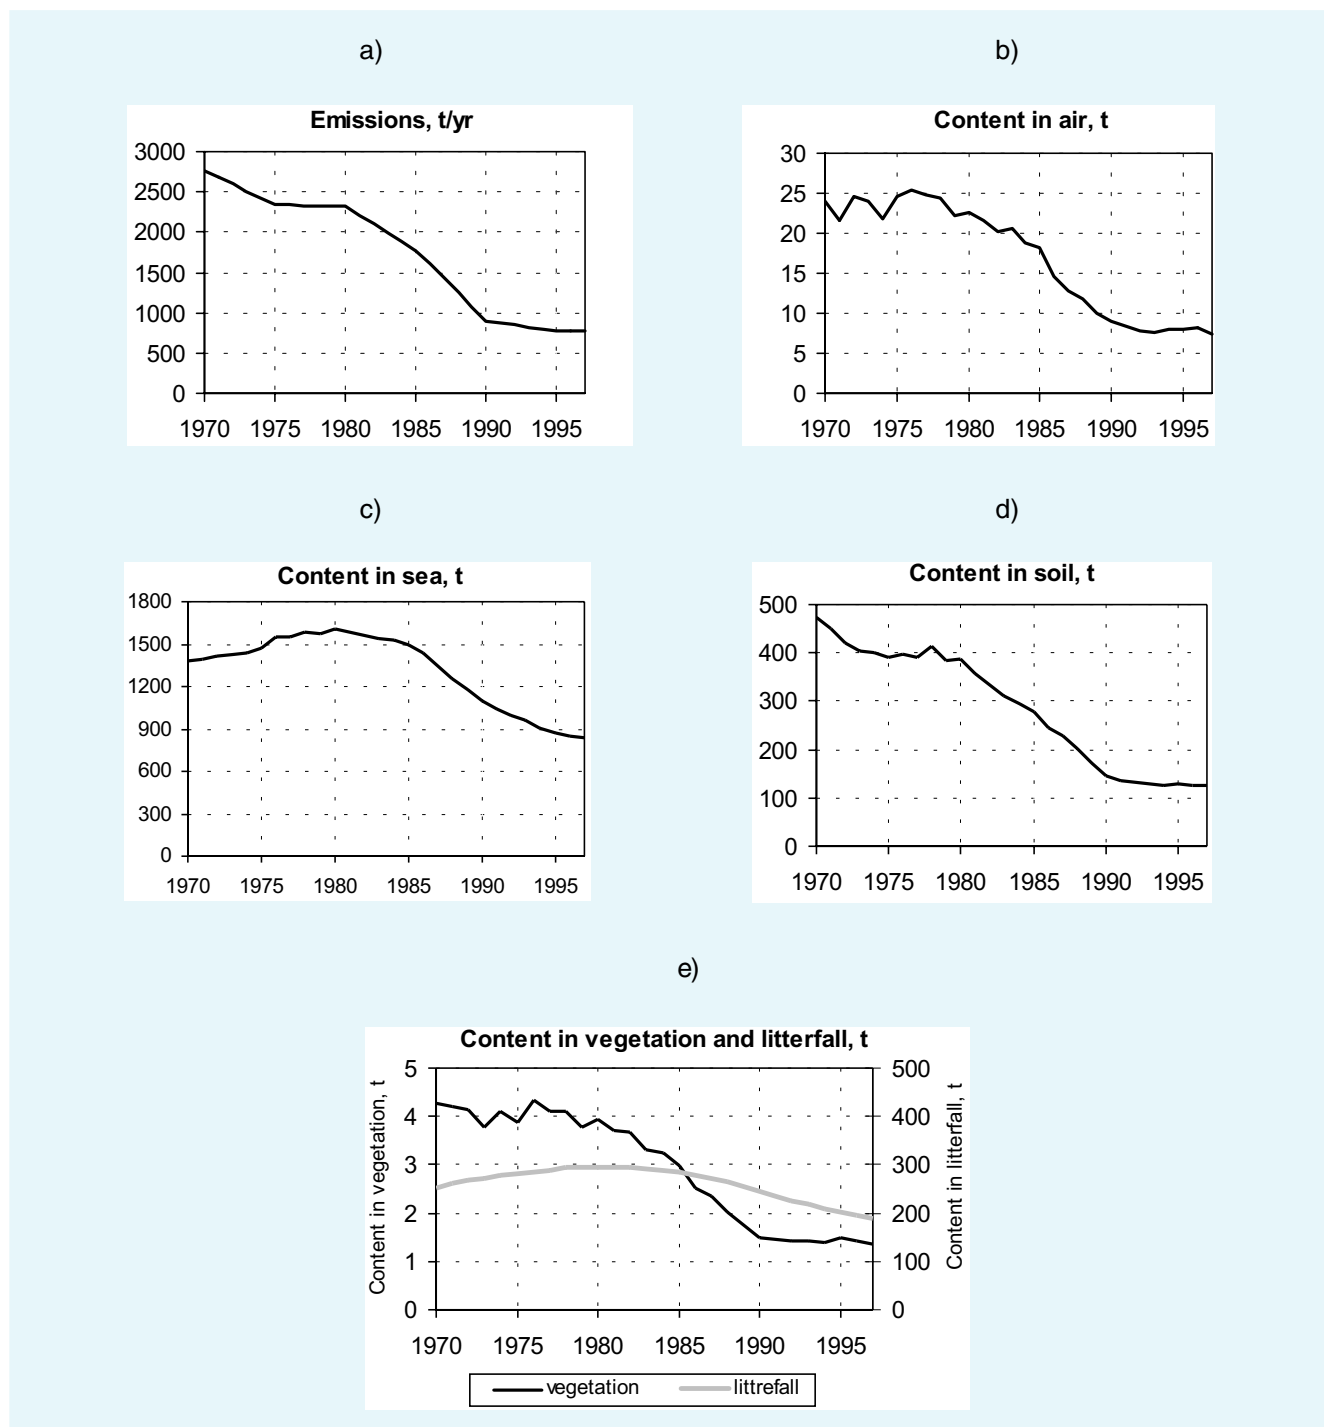 a)
Emissions, t/yr
3000
2500
2000
1500
1000
500
0
1970 1975 1980 1985 1990 1995
b)
Content in air, t
30
25
20
15
10
5
0
1970 1975 1980 1985 1990 1995
c)
Content in sea, t
1800
1500
1200
900
600
300
0
1970 1975 1980 1985 1990 1995
d)
Content in soil, t
500
400
300
200
100
0
1970 1975 1980 1985 1990 1995
e)
Content in vegetation and litterfall, t
Content in vegetation, t
5
4
3
2
1
0
500
400
300
200
100
0
Content in litterfall, t
1970 1975 1980 1985 1990 1995
vegetation littrefall